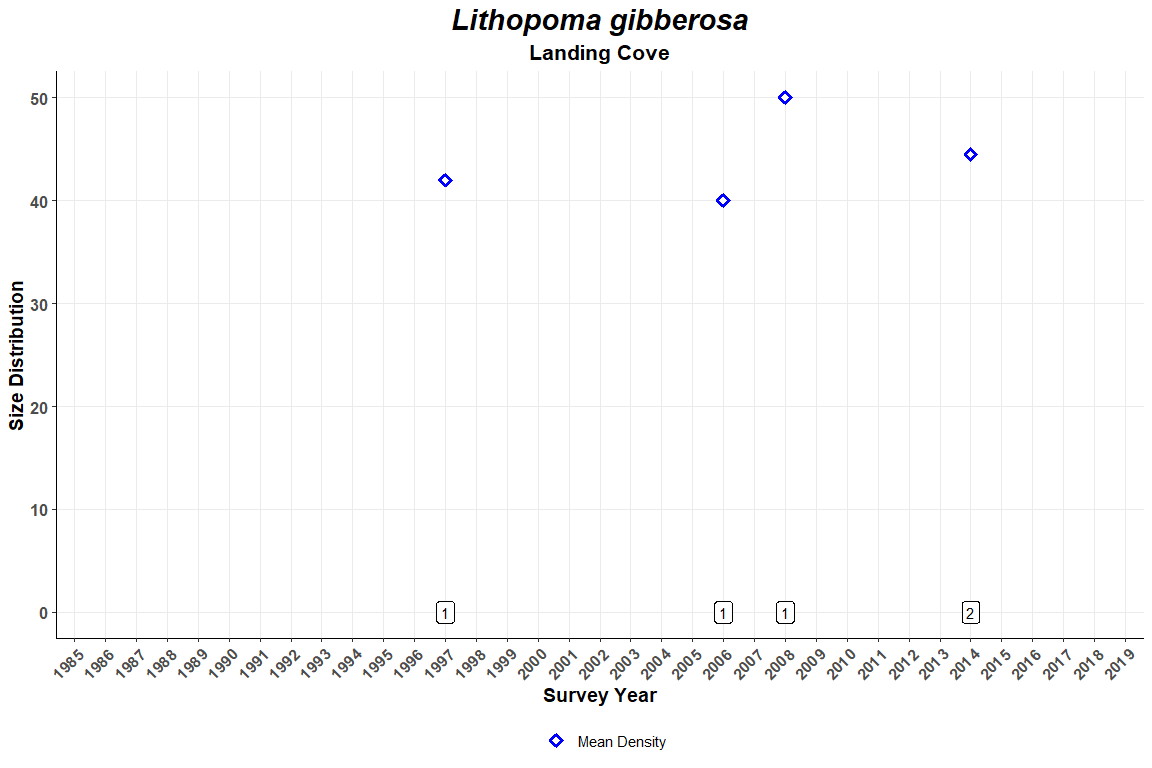 Lithopoma gibberosa
Landing Cove
Size Distribution
50
40
30
20
10
0
1
1
1
2
1985 1986 1987 1988 1989 1990 1991 1992 1993 1994 1995 1996 1997 1998 1999 2000 2001 2002 2003 2004 2005 2006 2007 2008 2009 2010 2011 2012 2013 2014 2015 2016 2017 2018 2019
Survey Year
Mean Density